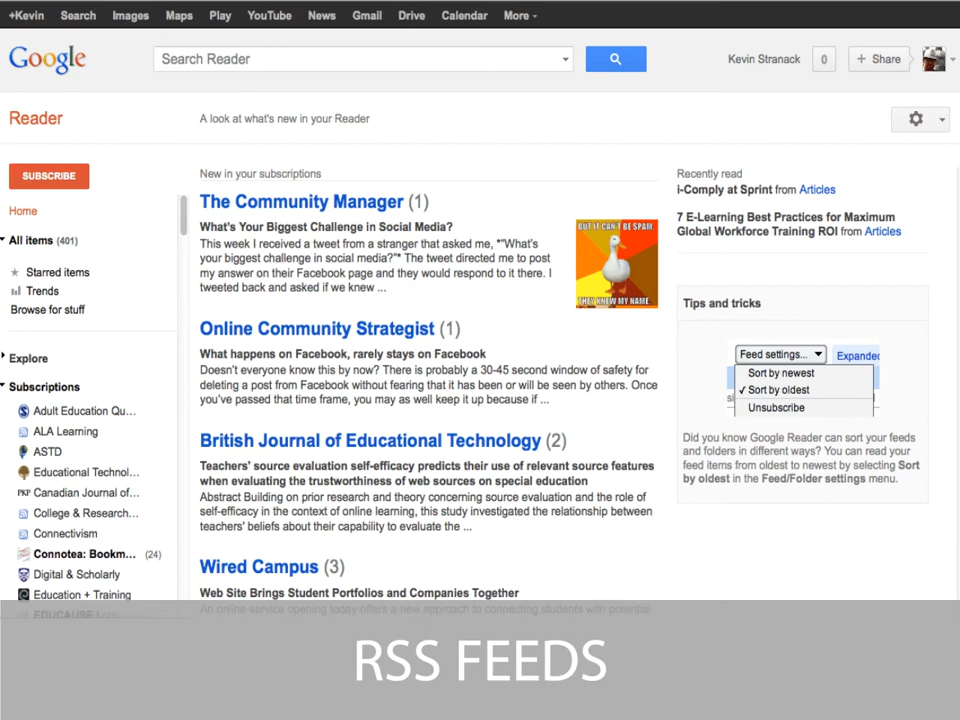 +Kevin Search Images Maps Play YouTube News Gmail Drive Calendar More
Google
Search Reader
Kevin Stranack
0
+ Share
Reader
A look at what's new in your Reader
SUBSCRIBE
Home
All items (401)
Starred items
Trends
Browse for stuff
Explore
Subscriptions
Adult Education Qu...
ALA Learning
ASTD
Educational Technol...
PKP Canadian Journal of...
College & Research...
Connectivism
Connotea: Bookm... (24)
Digital & Scholarly
Education + Training
New in your subscriptions
The Community Manager (1)
What's Your Biggest Challenge in Social Media?
This week I received a tweet from a stranger that asked me, *"What's
your biggest challenge in social media?"* The tweet directed me to post
my answer on their Facebook page and they would respond to it there. I
tweeted back and asked if we knew ...
BUT IT CAN'T BE SPAM,
THEY KNEW MY NAME.
Online Community Strategist (1)
What happens on Facebook, rarely stays on Facebook
Doesn't everyone know this by now? There is probably a 30-45 second window of safety for
deleting a post from Facebook without fearing that it has been or will be seen by others. Once
you've passed that time frame, you may as well keep it up because if ...
British Journal of Educational Technology (2)
Teachers' source evaluation self-efficacy predicts their use of relevant source features
when evaluating the trustworthiness of web sources on special education
Abstract Building on prior research and theory concerning source evaluation and the role of
self-efficacy in the context of online learning, this study investigated the relationship between
teachers' beliefs about their capability to evaluate the ...
Wired Campus (3)
Web Site Brings Student Portfolios and Companies Together
An online service opening today offers a new approach to connecting students with potential
Recently read
i-Comply at Sprint from Articles
7 E-Learning Best Practices for Maximum
Global Workforce Training ROI from Articles
Tips and tricks
Feed settings... Expanded
Sort by newest
✓ Sort by oldest
Unsubscribe
Did you know Google Reader can sort your feeds
and folders in different ways? You can read your
feed items from oldest to newest by selecting Sort
by oldest in the Feed/Folder settings menu.
RSS FEEDS